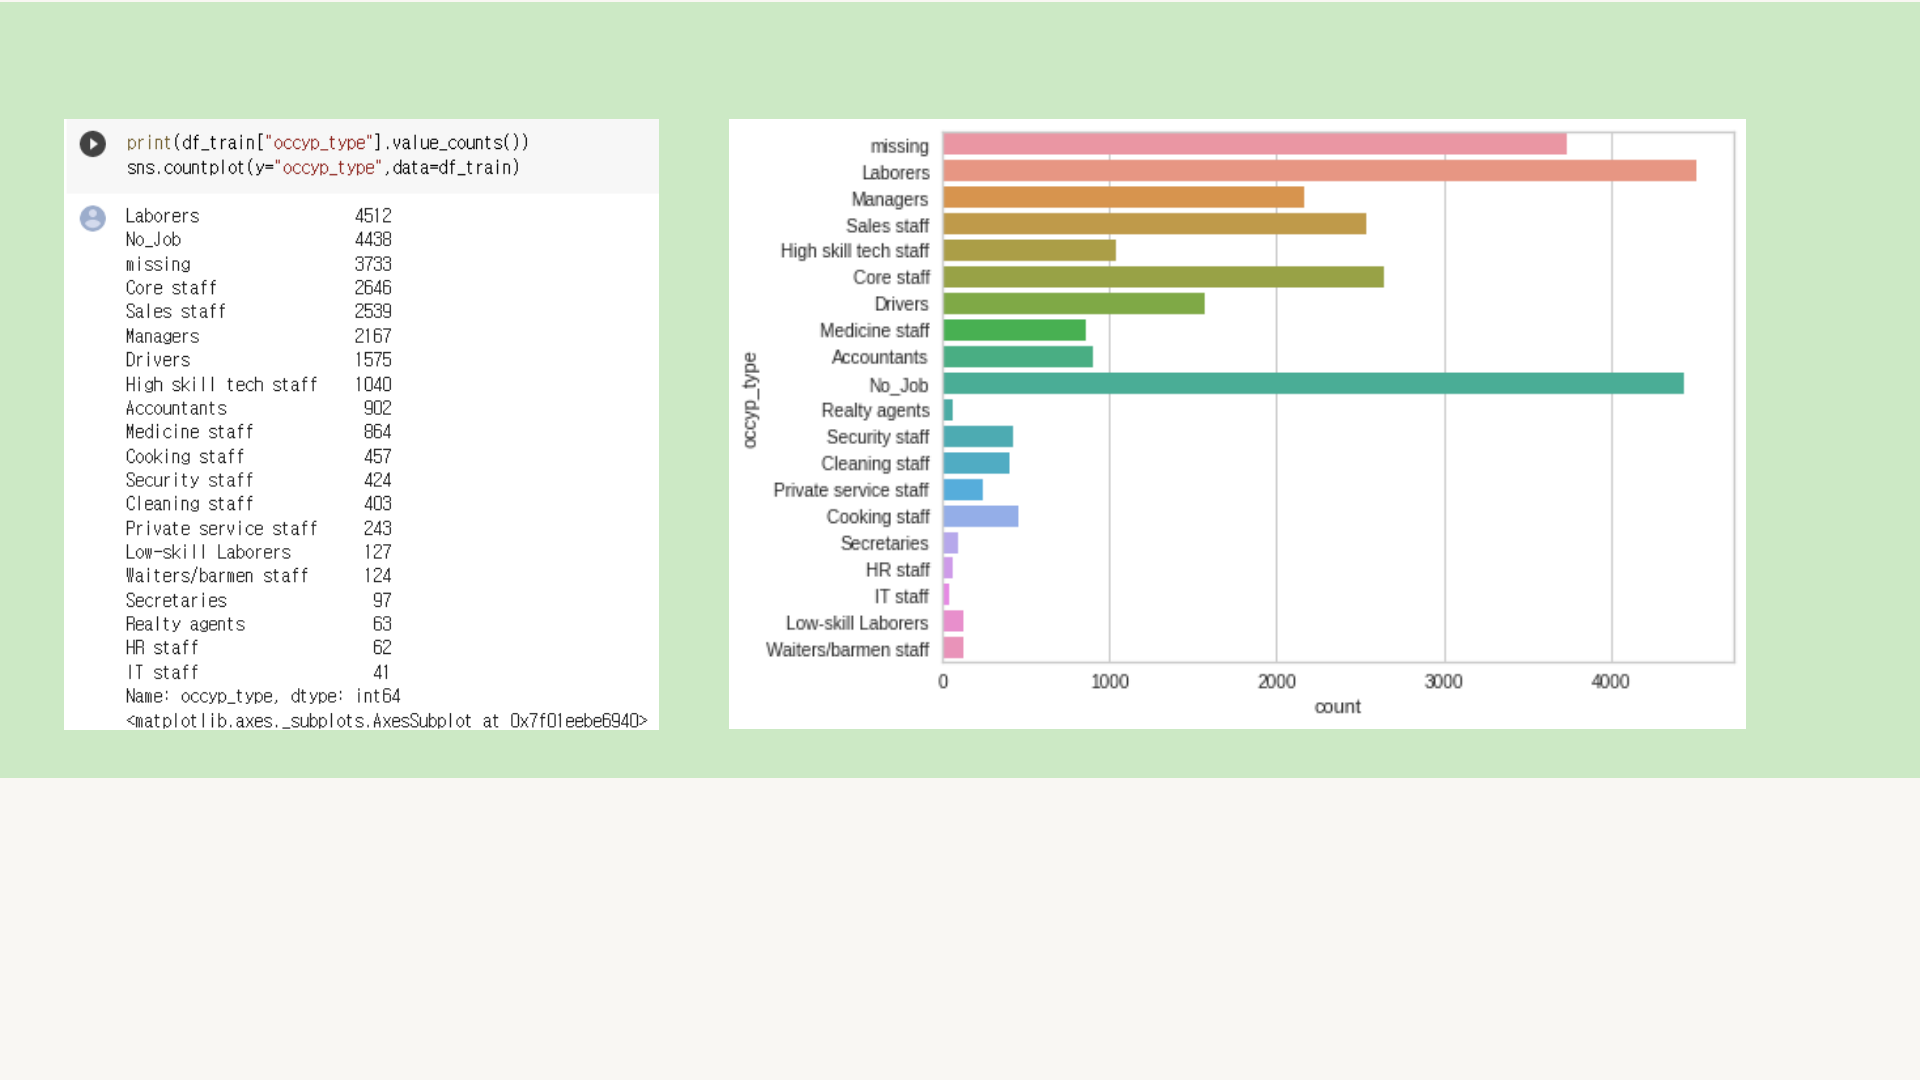 print(df_train["occyp_type"].value_counts())
sns.countplot(y="occyp_type",data=df_train)
Laborers 4512
No_Job 4438
missing 3733
Core staff 2646
Sales staff 2539
Managers 2167
Drivers 1575
High skill tech staff 1040
Accountants 902
Medicine staff 864
Cooking staff 457
Security staff 424
Cleaning staff 403
Private service staff 243
Low-skill Laborers 127
Waiters/barmen staff 124
Secretaries 97
Realty agents 63
HR staff 62
IT staff 41
Name: occyp_type, dtype: int64
<matplotlib.axes._subplots.AxesSubplot at 0x7f01eebe6940>
occyp_type
missing
Laborers
Managers
Sales staff
High skill tech staff
Core staff
Drivers
Medicine staff
Accountants
No_Job
Realty agents
Security staff
Cleaning staff
Private service staff
Cooking staff
Secretaries
HR staff
IT staff
Low-skill Laborers
Waiters/barmen staff
0 1000 2000 3000 4000
count